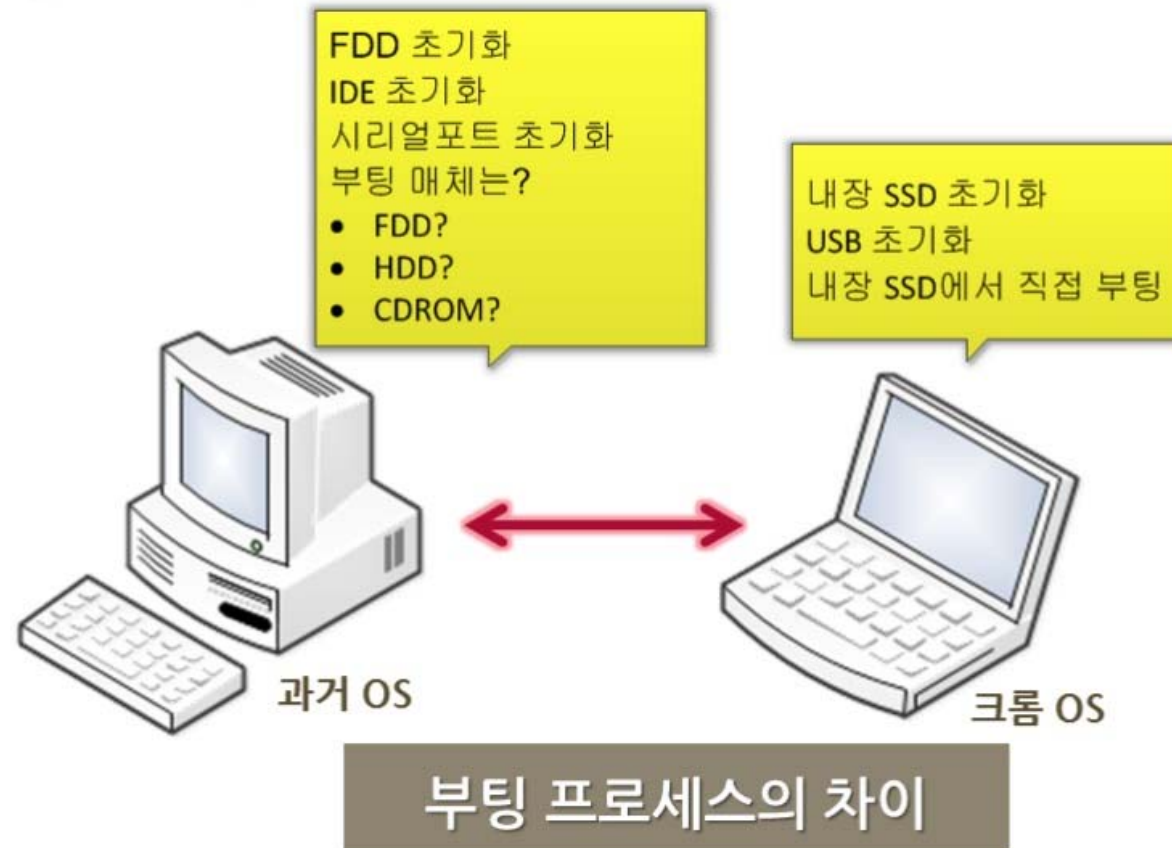 FDD 초기화
IDE 초기화
시리얼포트 초기화
부팅 매체는?
• FDD?
• HDD?
• CDROM?
내장 SSD 초기화
USB 초기화
내장 SSD에서 직접 부팅
과거 OS
크롬 OS
부팅 프로세스의 차이